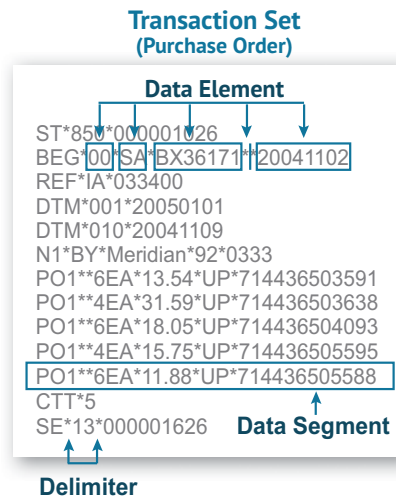 Transaction Set
(Purchase Order)
Data Element
ST*850*000001026
BEG*00*SA*BX36171**20041102
REF*IA*033400
DTM*001*20050101
DTM*010*20041109
N1*BY*Meridian*92*0333
PO1**6EA*13.54*UP*714436503591
PO1**4EA*31.59*UP*714436503638
PO1**6EA*18.05*UP*714436504093
PO1**4EA*15.75*UP*714436505595
PO1**6EA*11.88*UP*714436505588
CTT*5
SE*13*000001626 Data Segment
Delimiter